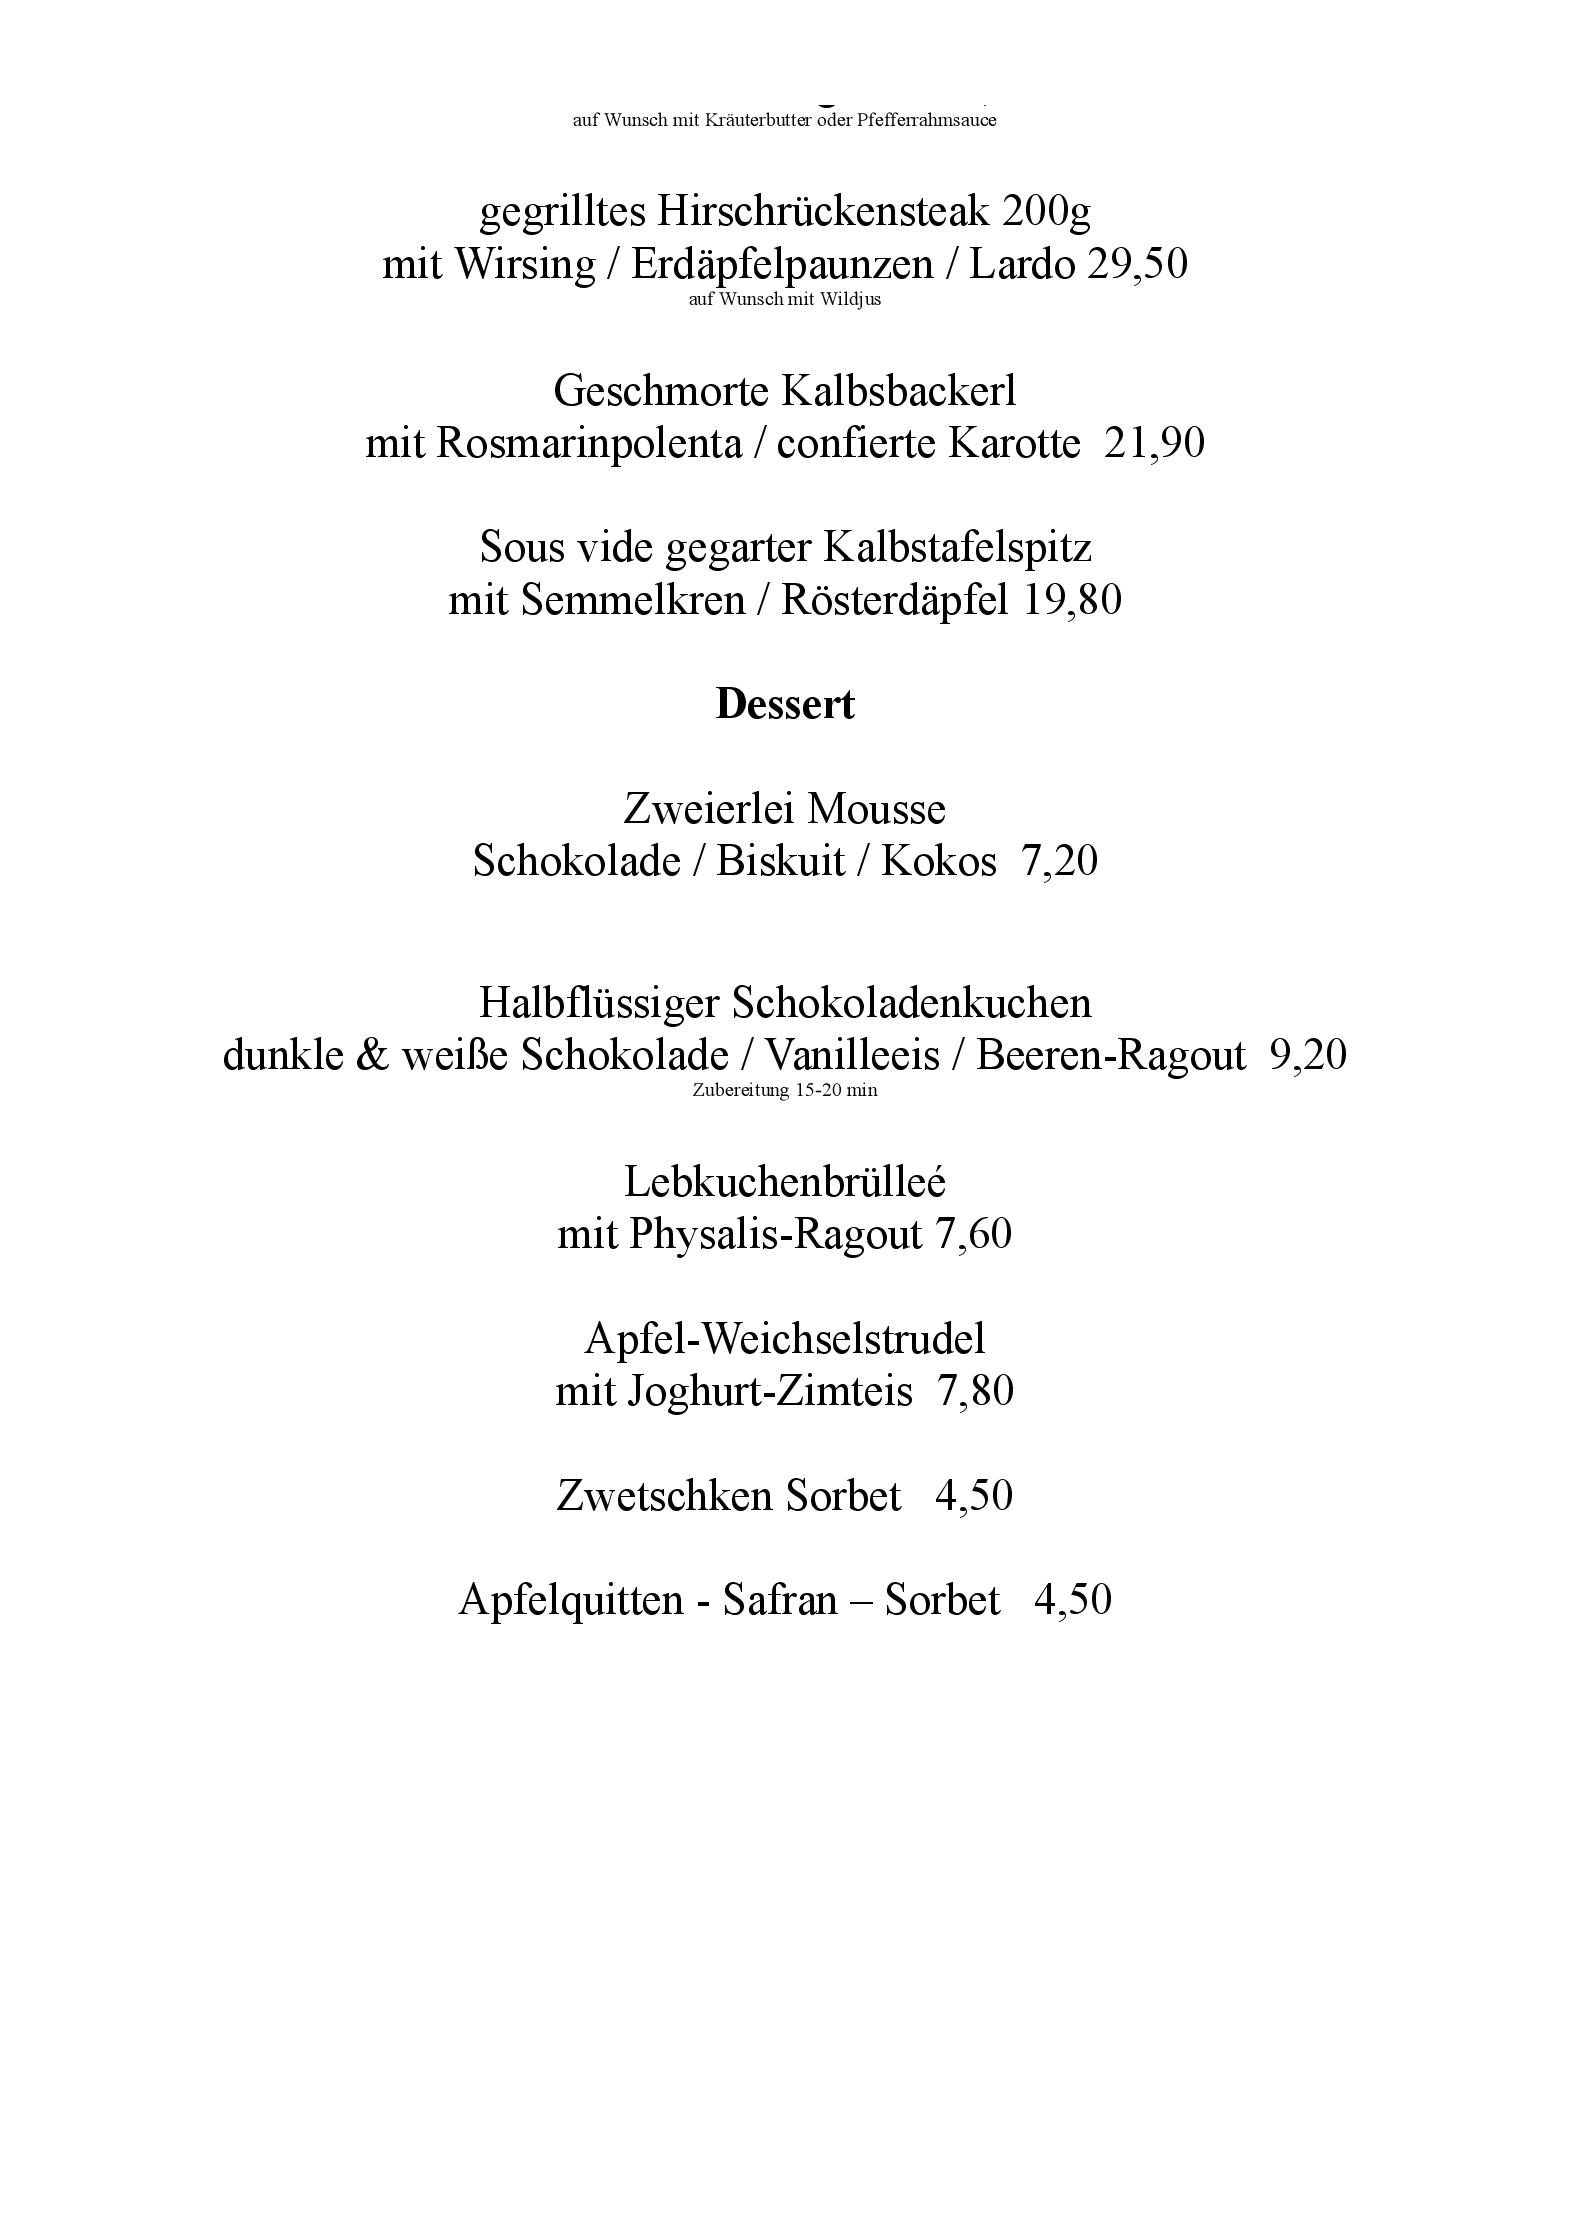 auf Wunsch mit Kräuterbutter oder Pfefferrahmsauce
gegrilltes Hirschrückensteak 200g
mit Wirsing / Erdäpfelpaunzen / Lardo 29,50
auf Wunsch mit Wildjus
Geschmorte Kalbsbackerl
mit Rosmarinpolenta / confierte Karotte  21,90
Sous vide gegarter Kalbstafelspitz
mit Semmelkren / Rösterdäpfel 19,80
Dessert
Zweierlei Mousse
Schokolade / Biskuit / Kokos  7,20
Halbflüssiger Schokoladenkuchen
dunkle & weiße Schokolade / Vanilleeis / Beeren-Ragout  9,20
Zubereitung 15-20 min
Lebkuchenbrülleé
mit Physalis-Ragout 7,60
Apfel-Weichselstrudel
mit Joghurt-Zimteis  7,80
Zwetschken Sorbet   4,50
Apfelquitten - Safran – Sorbet   4,50